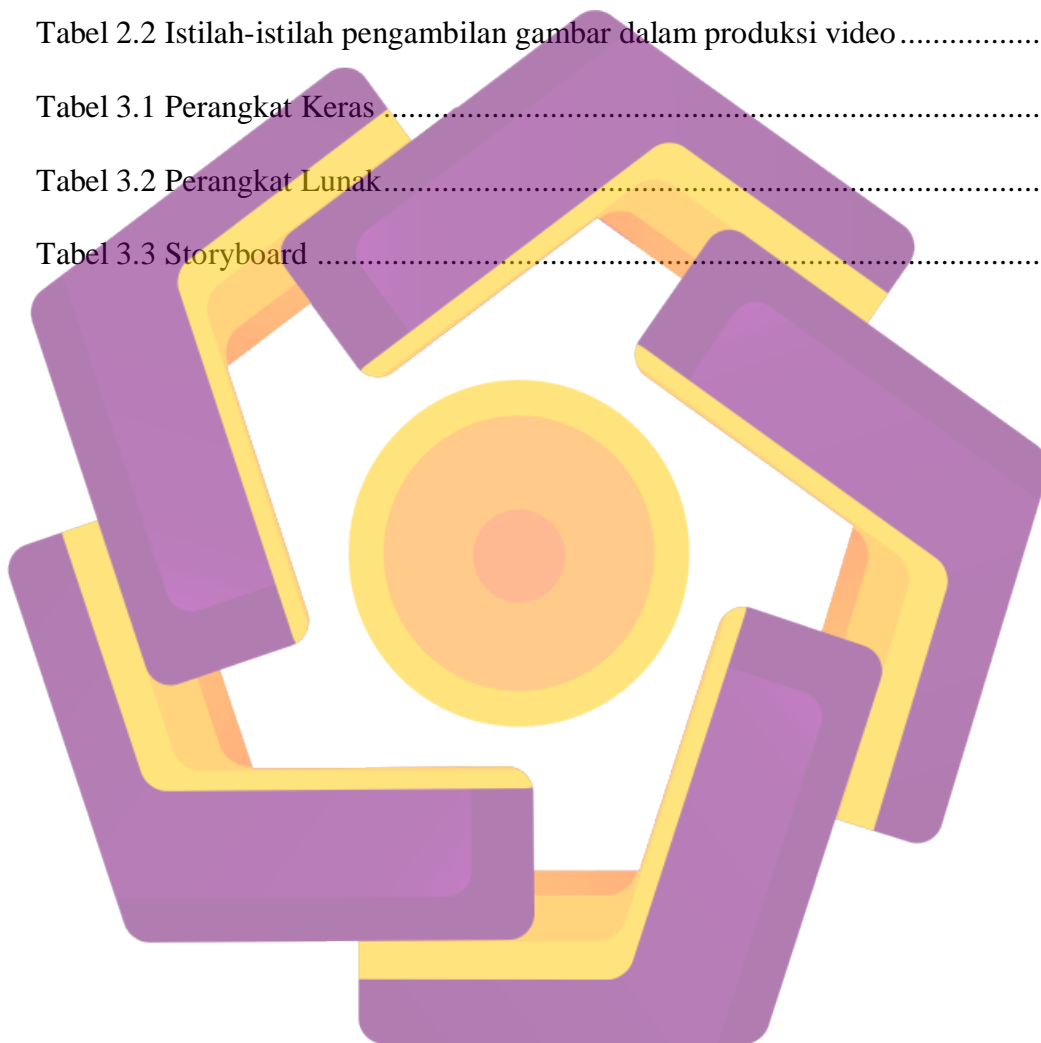 Tabel 2.2 Istilah-istilah pengambilan gambar dalam produksi video.................
Tabel 3.1 Perangkat Keras ................................................................................
Tabel 3.2 Perangkat Lunak................................................................................
Tabel 3.3 Storyboard ........................................................................................